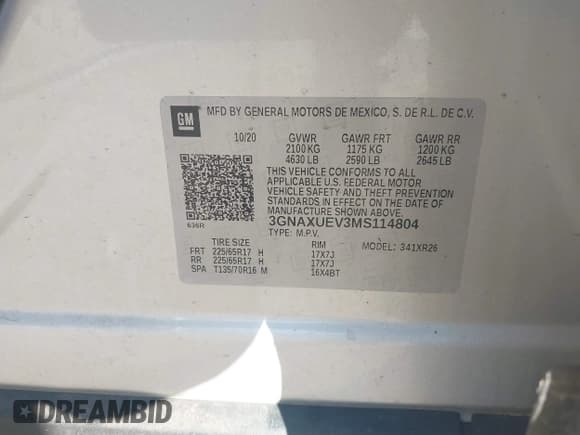 GM MFD BY GENERAL MOTORS DE MEXICO, S. DE R.L. DE C.V.
10/20 GVWR GAWR FRT GAWR RR
2100 KG 1175 KG 1200 KG
4630 LB 2590 LB 2645 LB
THIS VEHICLE CONFORMS TO ALL
APPLICABLE U.S. FEDERAL MOTOR
VEHICLE SAFETY AND THEFT PREVENTION
STANDARDS IN EFFECT ON THE DATE OF
MANUFACTURE SHOWN ABOVE.
636R 3GNAXUEV3MS114804
TYPE: M.P.V. MODEL: 341XR26
RIM
FRT 225/65R17 H 17X7J
RR 225/65R17 H 17X7J
SPA T135/70R16 M 16X4BT
DREAMBID